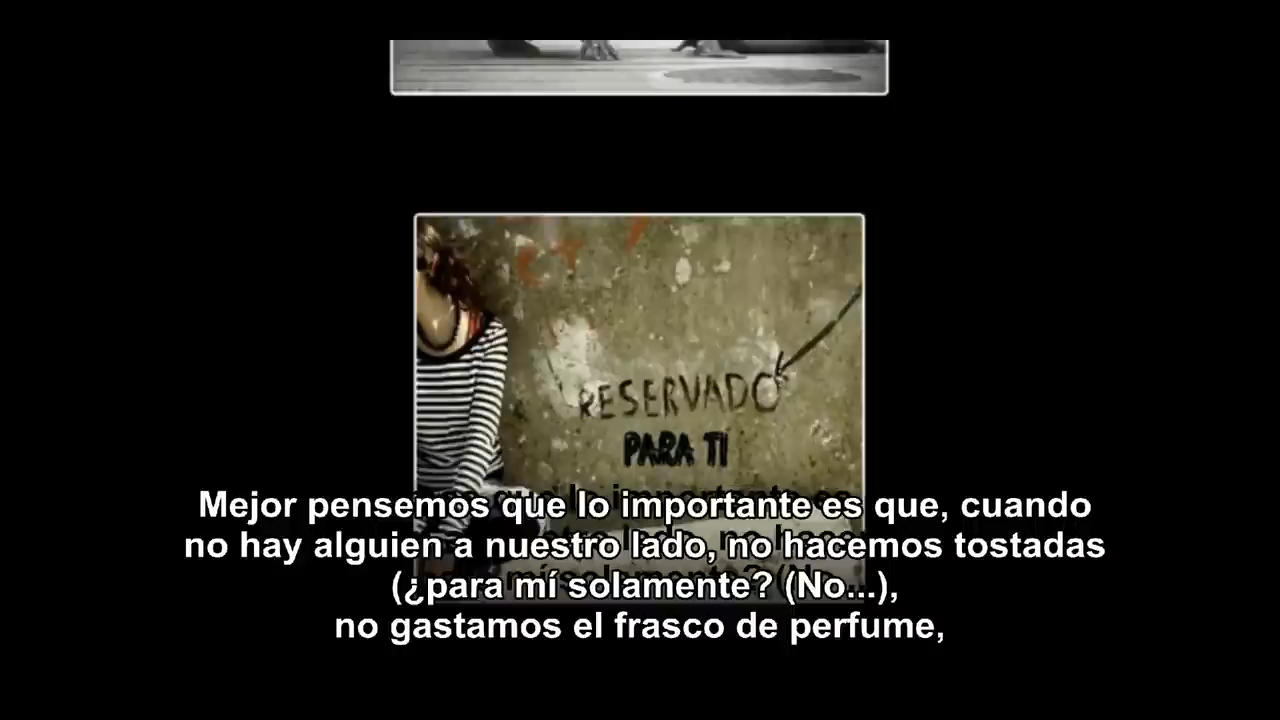 RESERVADO
PARA TI
Mejor pensemos que lo importante es que, cuando
no hay alguien a nuestro lado, no hacemos tostadas
(¿para mí solamente? (No...),
no gastamos el frasco de perfume,